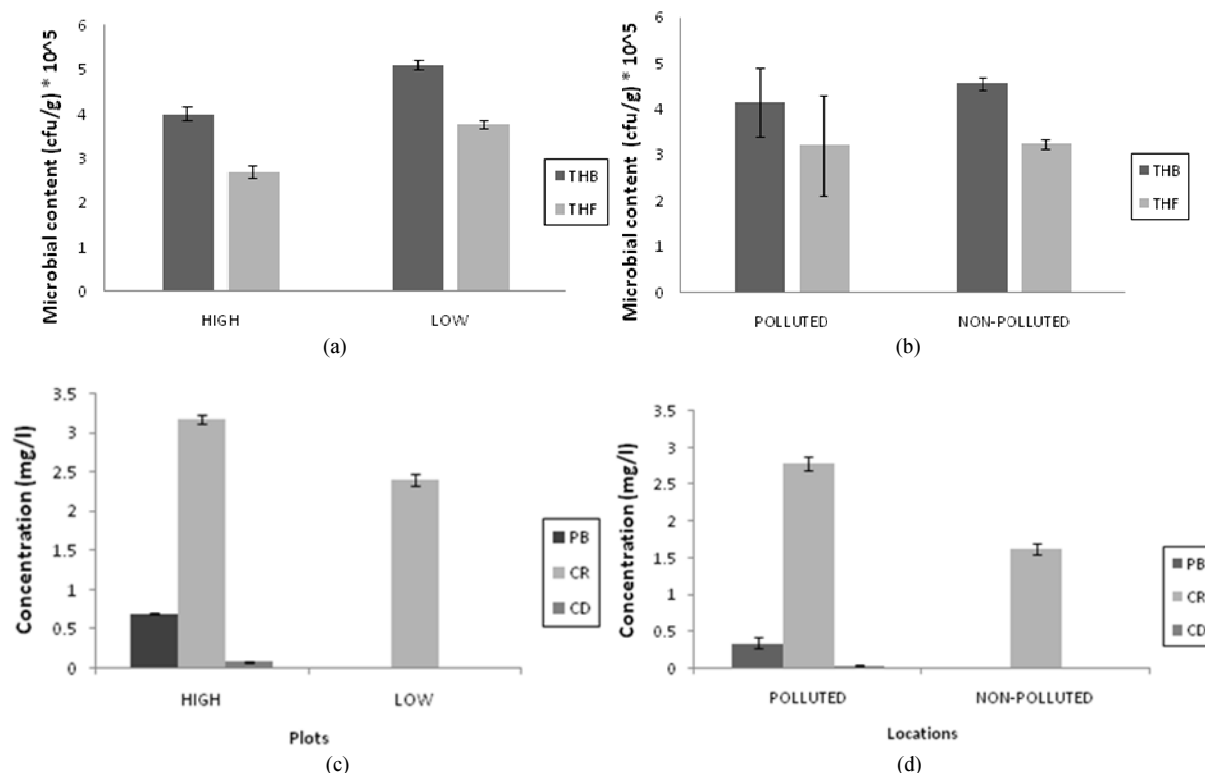 Microbial content (cfu/g) * 10^5
6
5
4
3
2
1
0
HIGH
LOW
THB
THF
(a)
Microbial content (cfu/g) * 10^5
6
5
4
3
2
1
0
POLLUTED
NON-POLLUTED
THB
THF
(b)
Concentration (mg/l)
3.5
3
2.5
2
1.5
1
0.5
0
HIGH
LOW
Plots
PB
CR
CD
(c)
Concentration (mg/l)
3.5
3
2.5
2
1.5
1
0.5
0
POLLUTED
NON-POLLUTED
Locations
PB
CR
CD
(d)